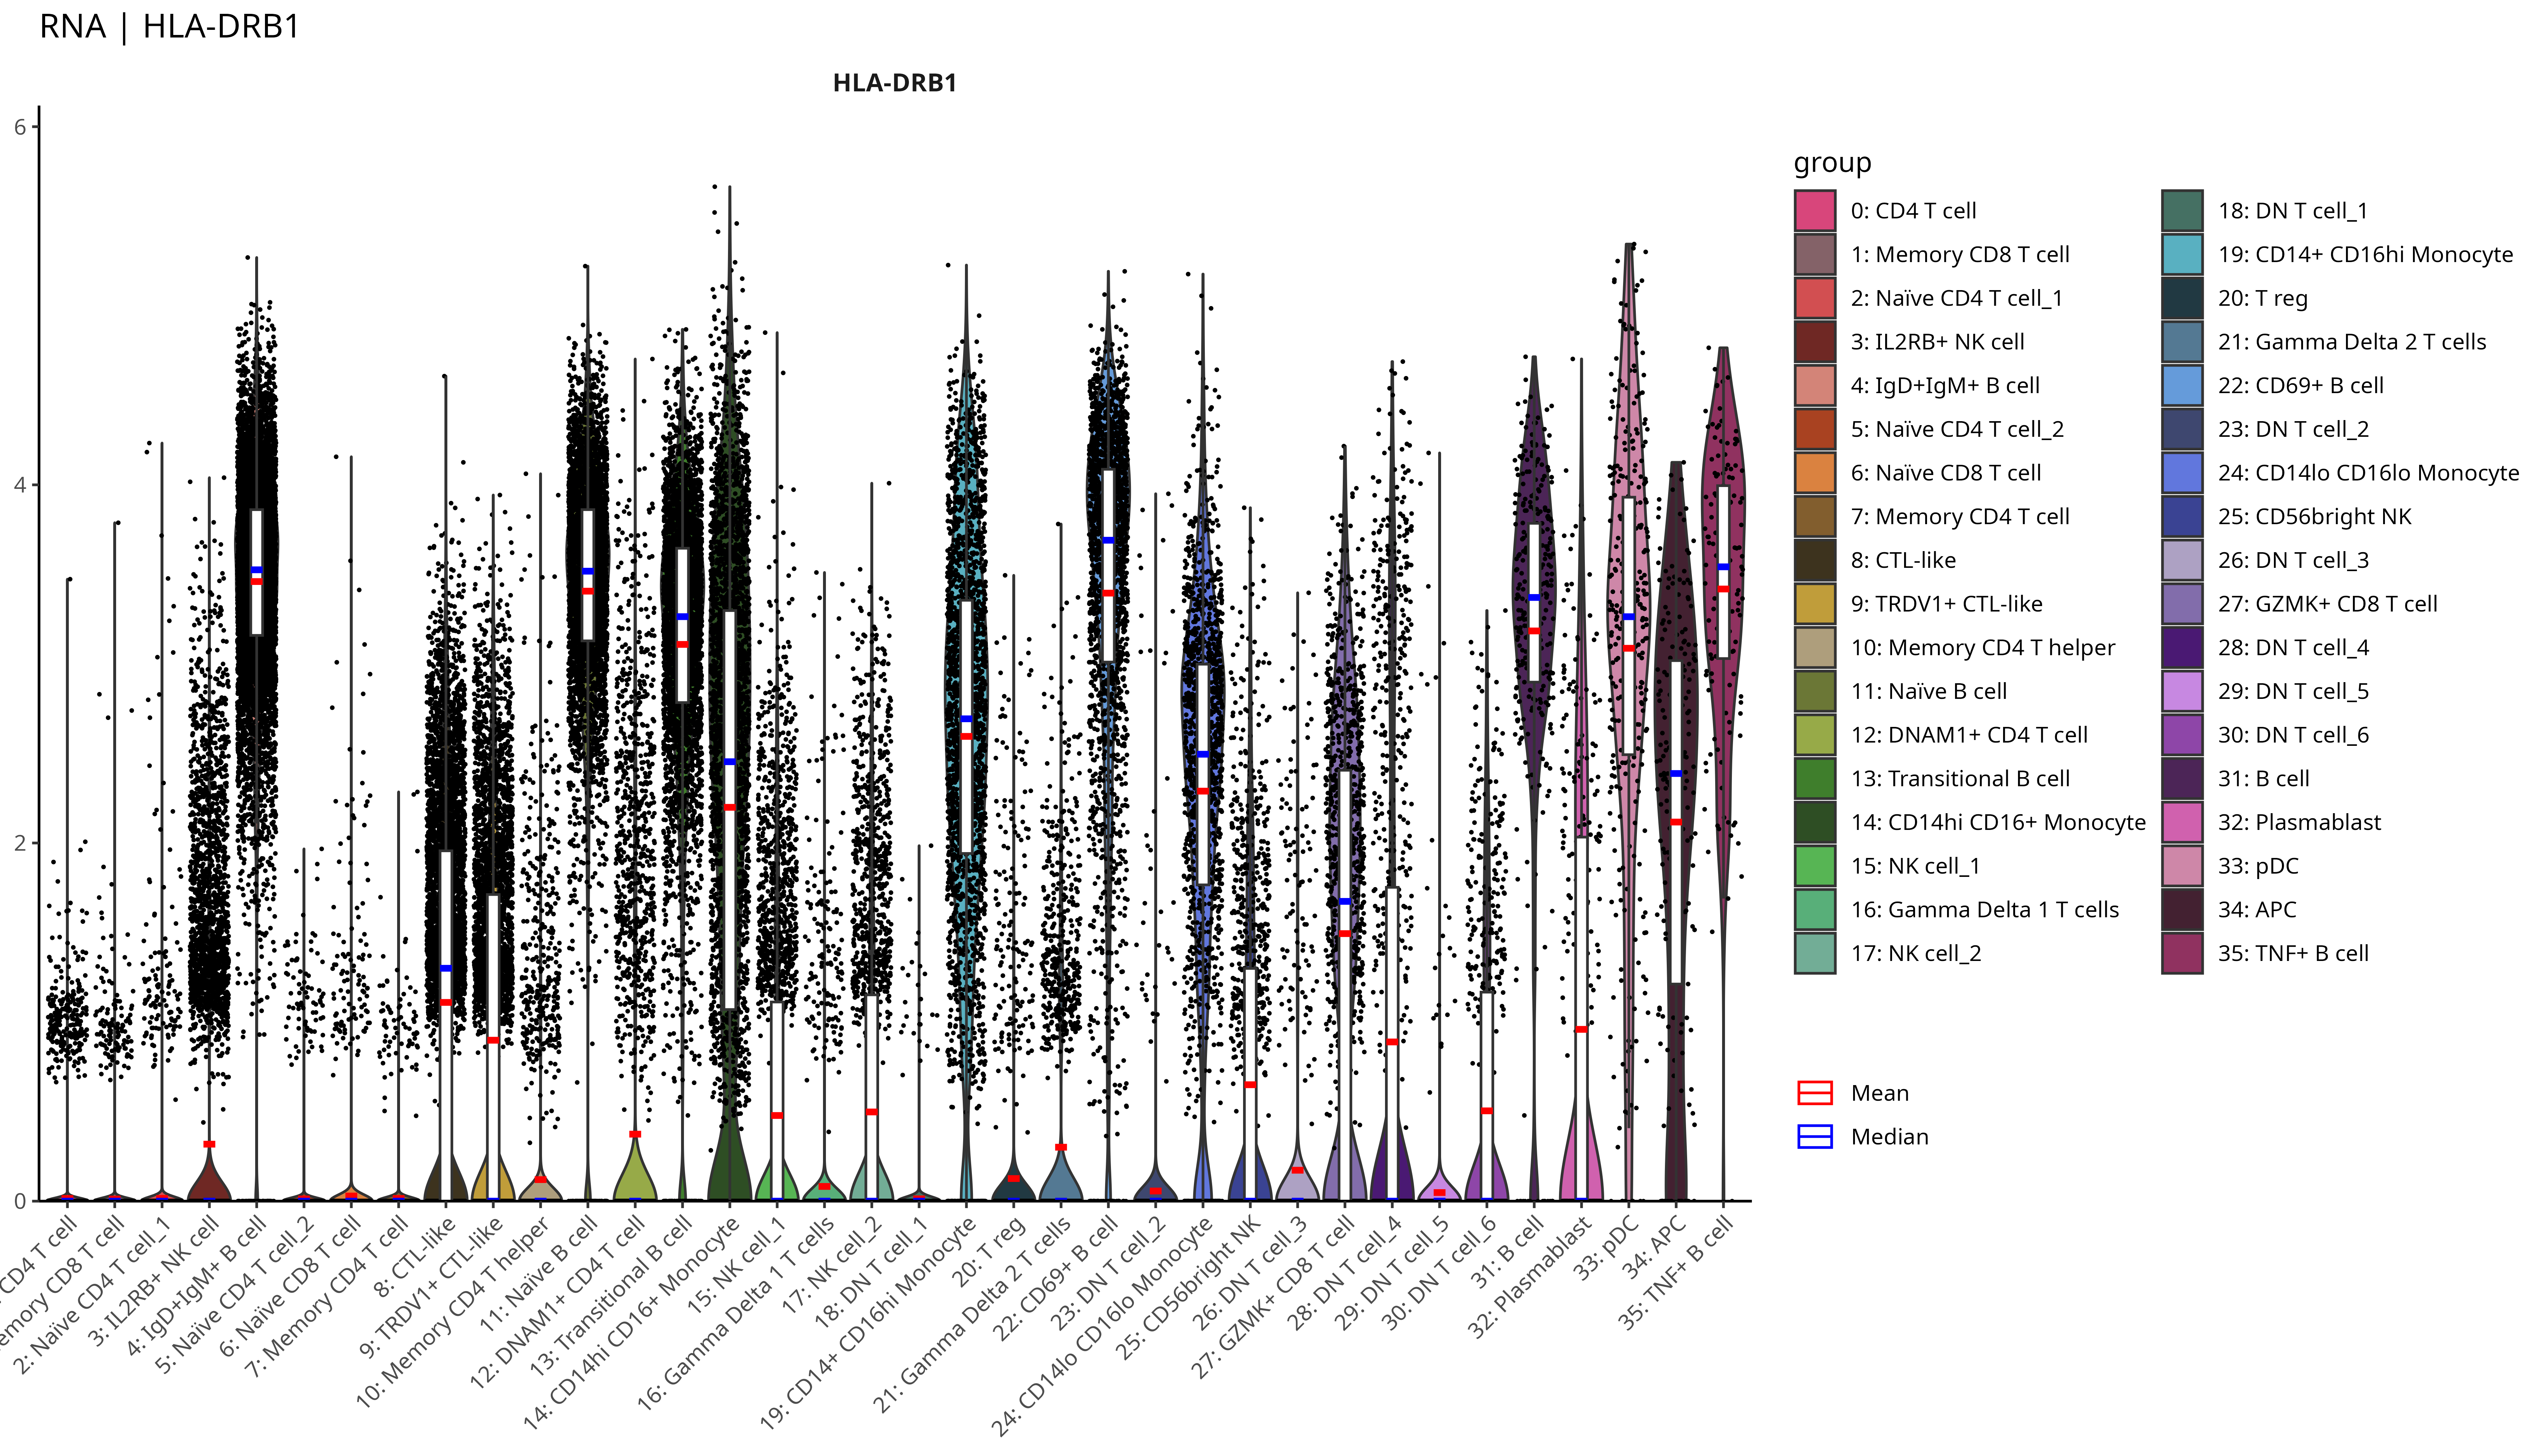 RNA | HLA-DRB1
HLA-DRB1
6
4
2
0
CD4 T cell
CD8 T cell
2: Naïve CD4 T cell_1
3: IL2RB+ NK cell
4: IgD+IgM+ B cell
5: Naïve CD4 T cell_2
6: Naïve CD8 T cell
7: Memory CD4 T cell
8: CTL-like
9: TRDV1+ CTL-like
10: Memory CD4 T helper
11: Naïve B cell
12: DNAM1+ CD4 T cell
13: Transitional B cell
14: CD14hi CD16+ Monocyte
15: NK cell_1
16: Gamma Delta 1 T cells
17: NK cell_2
18: DN T cell_1
19: CD14+ CD16hi Monocyte
20: T reg
21: Gamma Delta 2 T cells
22: CD69+ B cell
23: DN T cell_2
24: CD14lo CD16lo Monocyte
25: CD56bright NK
26: DN T cell_3
27: GZMK+ CD8 T cell
28: DN T cell_4
29: DN T cell_5
30: DN T cell_6
31: B cell
32: Plasmablast
33: pDC
34: APC
35: TNF+ B cell
group
0: CD4 T cell
1: Memory CD8 T cell
2: Naïve CD4 T cell_1
3: IL2RB+ NK cell
4: IgD+IgM+ B cell
5: Naïve CD4 T cell_2
6: Naïve CD8 T cell
7: Memory CD4 T cell
8: CTL-like
9: TRDV1+ CTL-like
10: Memory CD4 T helper
11: Naïve B cell
12: DNAM1+ CD4 T cell
13: Transitional B cell
14: CD14hi CD16+ Monocyte
15: NK cell_1
16: Gamma Delta 1 T cells
17: NK cell_2
18: DN T cell_1
19: CD14+ CD16hi Monocyte
20: T reg
21: Gamma Delta 2 T cells
22: CD69+ B cell
23: DN T cell_2
24: CD14lo CD16lo Monocyte
25: CD56bright NK
26: DN T cell_3
27: GZMK+ CD8 T cell
28: DN T cell_4
29: DN T cell_5
30: DN T cell_6
31: B cell
32: Plasmablast
33: pDC
34: APC
35: TNF+ B cell
Mean
Median